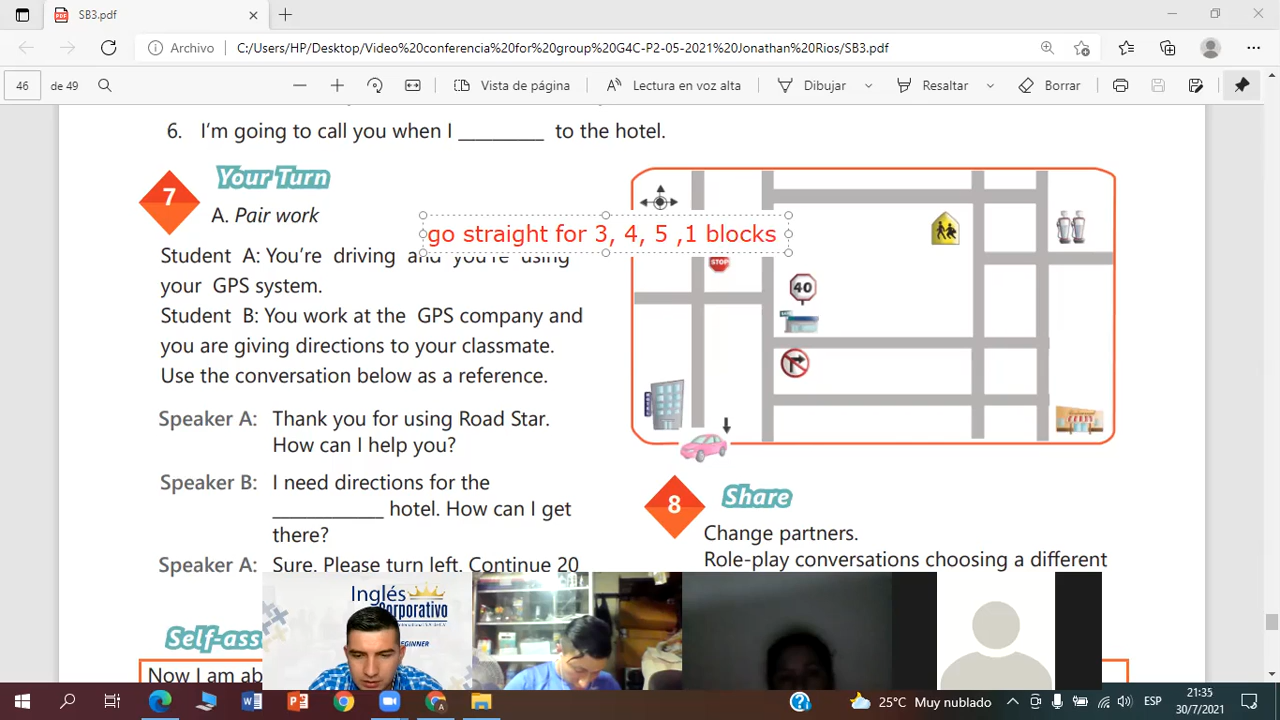 SB3.pdf
Archivo
C:/Users/HP/Desktop/Video%20conferencia%20for%20group%20G4C-P2-05-2021%20Jonathan%20Rios/SB3.pdf
46 de 49
Vista de página
Lectura en voz alta
Dibujar
Resaltar
Borrar
6. I'm going to call you when I __________ to the hotel.
7 Your Turn
A. Pair work
go straight for 3, 4, 5 ,1 blocks
Student A: You're driving and you're using
your GPS system.
Student B: You work at the GPS company and
you are giving directions to your classmate.
Use the conversation below as a reference.
Speaker A: Thank you for using Road Star.
How can I help you?
Speaker B: I need directions for the
_____________ hotel. How can I get
there?
Speaker A: Sure. Please turn left. Continue 20
STOP
40
8 Share
Change partners.
Role-play conversations choosing a different
Self-ass
Now I am ab
Inglés
Corporativo
25°C Muy nublado
ESP
21:35
30/7/2021